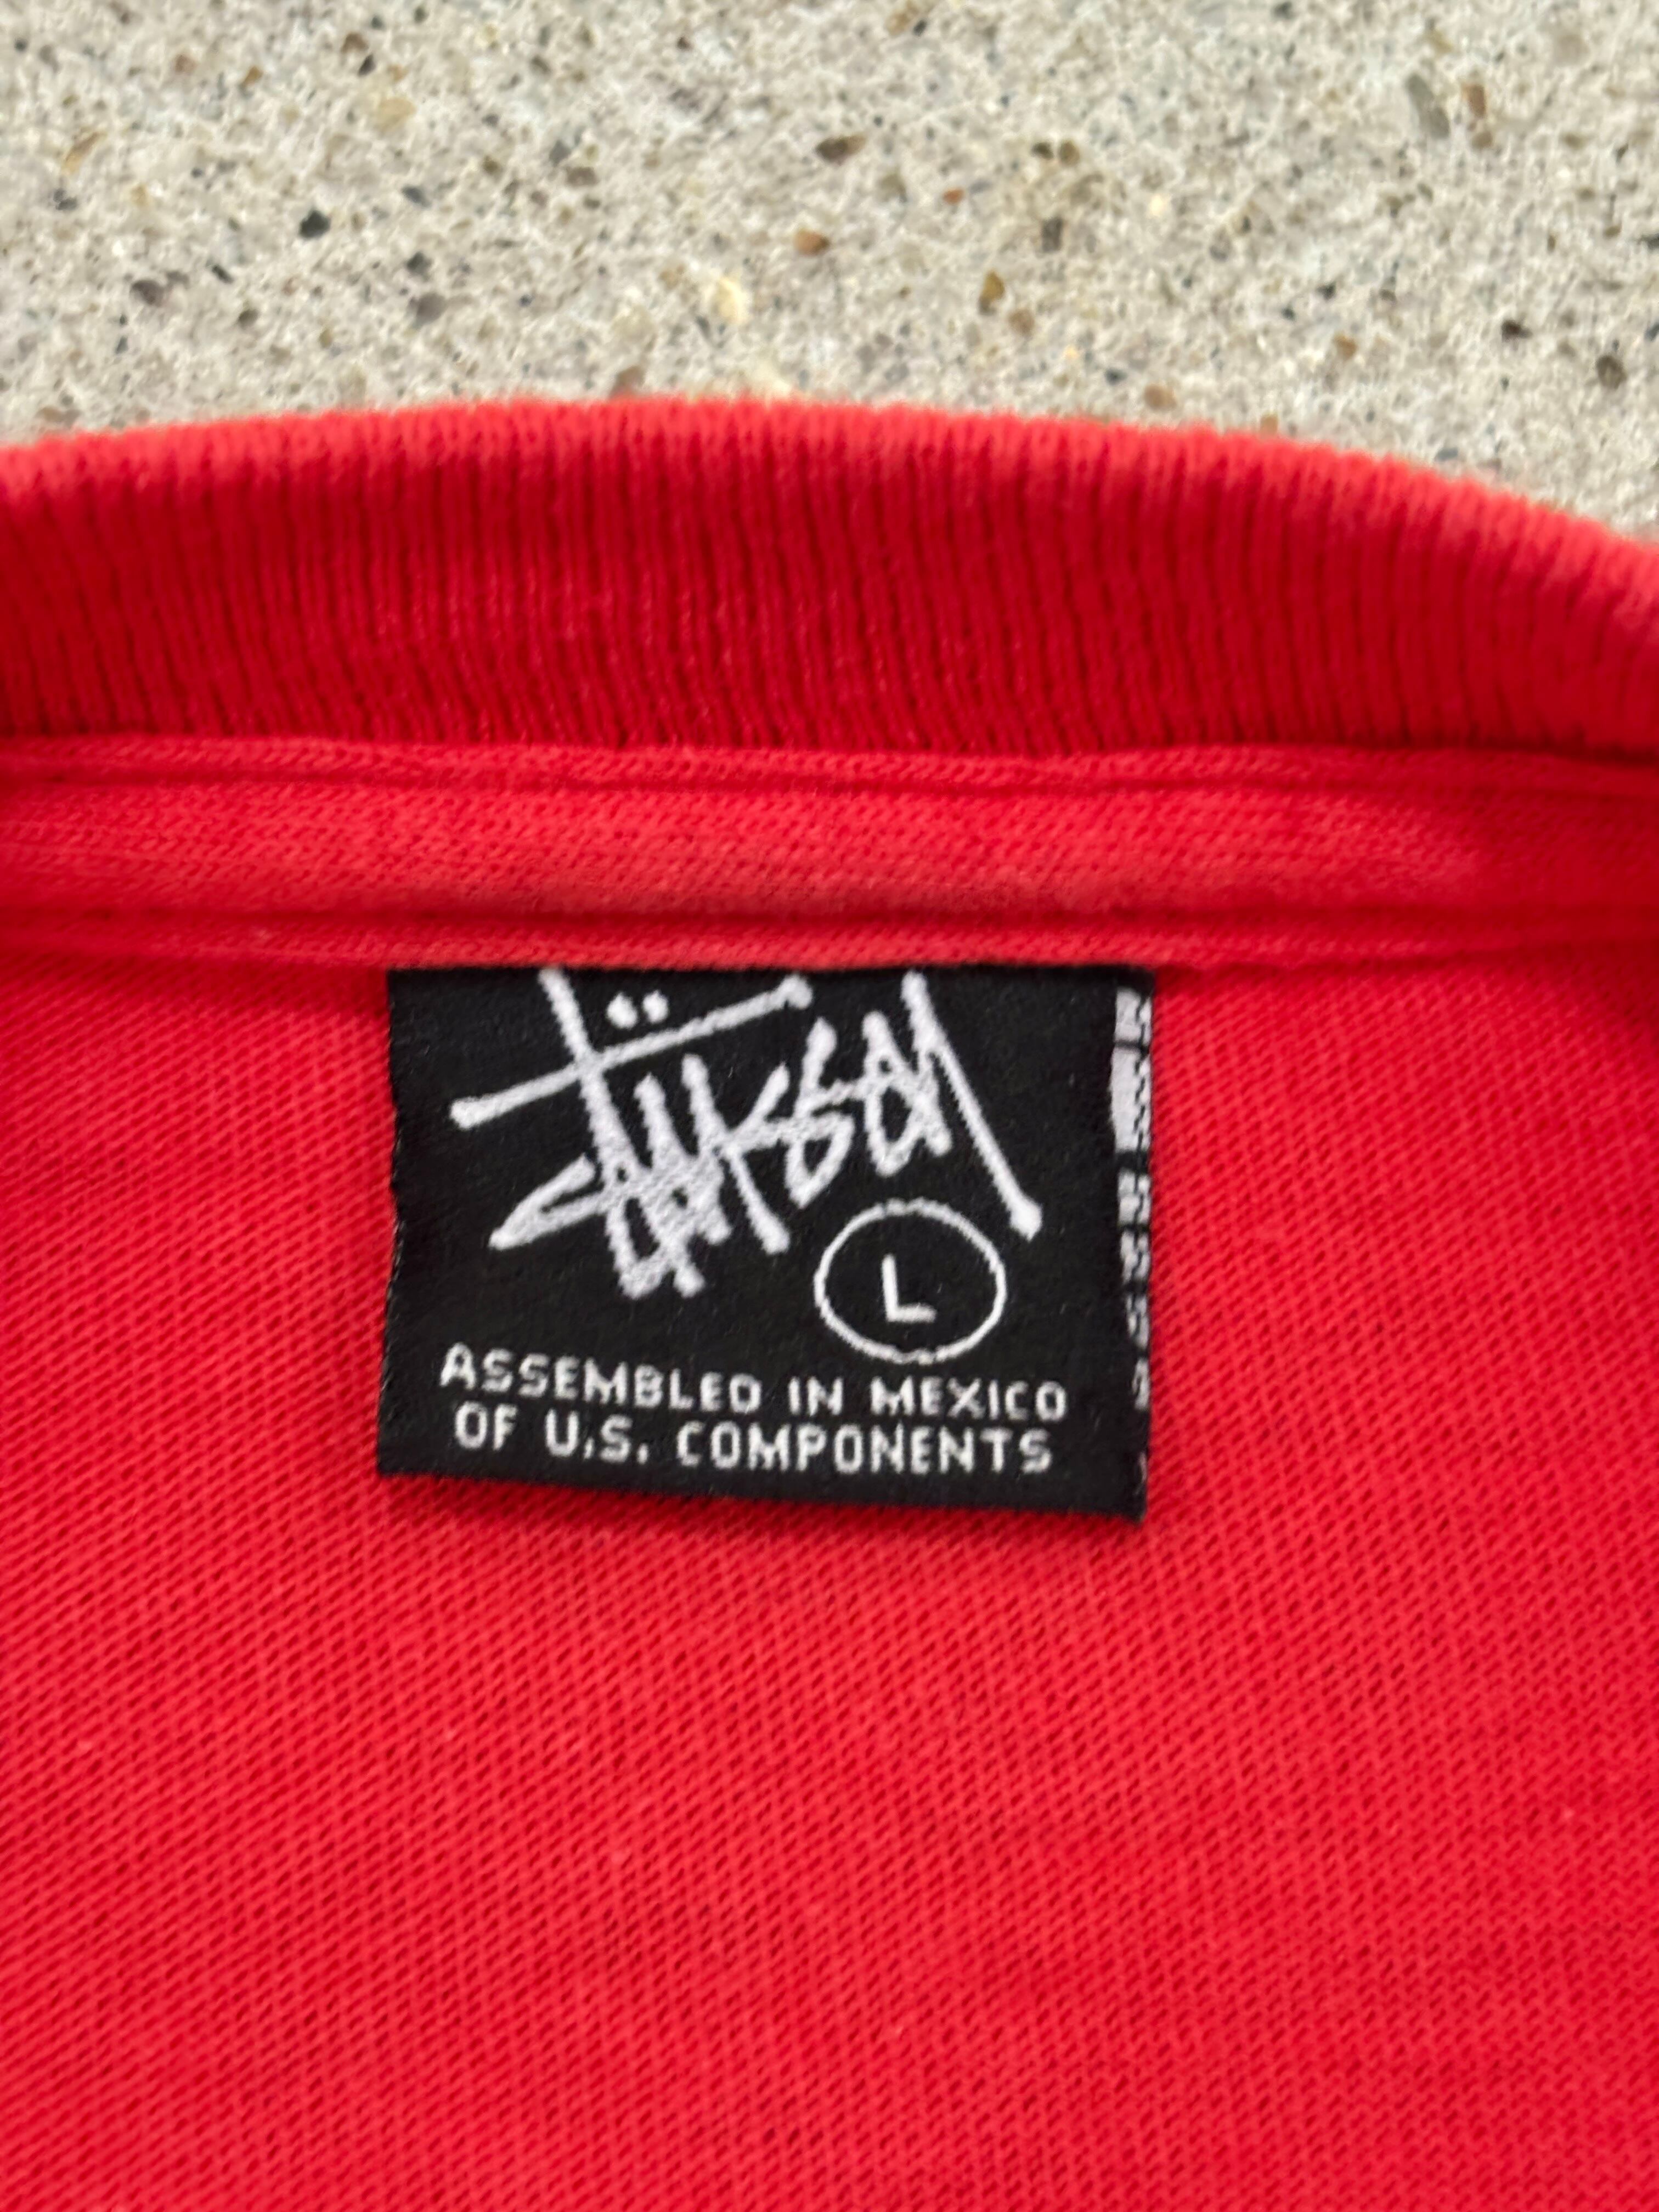 Stüssy
L
ASSEMBLED IN MEXICO
OF U.S. COMPONENTS